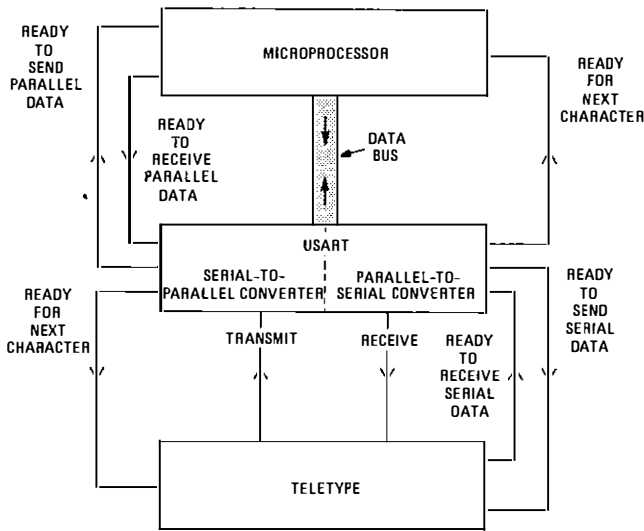 READY
TO
SEND
PARALLEL
DATA
MICROPROCESSOR
READY
FOR
NEXT
CHARACTER
READY
TO
RECEIVE
PARALLEL
DATA
DATA
BUS
USART
SERIAL-TO-
PARALLEL CONVERTER
PARALLEL-TO-
SERIAL CONVERTER
READY
FOR
NEXT
CHARACTER
READY
TO
SEND
SERIAL
DATA
TRANSMIT
RECEIVE
READY
TO
RECEIVE
SERIAL
DATA
TELETYPE